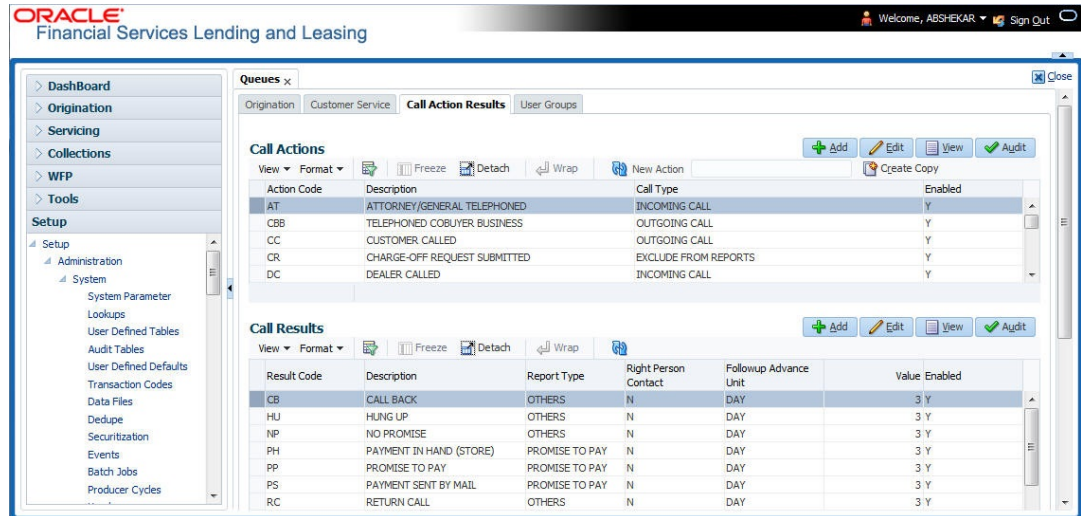 ORACLE®
Financial Services Lending and Leasing
Welcome, ABSHEKAR Sign Out
DashBoard
Origination
Servicing
Collections
WFP
Tools
Setup
Setup
Administration
System
System Parameter
Lookups
User Defined Tables
Audit Tables
User Defined Defaults
Transaction Codes
Data Files
Dedupe
Securitization
Events
Batch Jobs
Producer Cycles
Queues
Close
Origination Customer Service Call Action Results User Groups
Call Actions
Add Edit View Audit
View Format Freeze Detach Wrap New Action Create Copy
Action Code Description Call Type Enabled
AT ATTORNEY/GENERAL TELEPHONED INCOMING CALL Y
CBB TELEPHONED COBUYER BUSINESS OUTGOING CALL Y
CC CUSTOMER CALLED OUTGOING CALL Y
CR CHARGE-OFF REQUEST SUBMITTED EXCLUDE FROM REPORTS Y
DC DEALER CALLED INCOMING CALL Y
Call Results
Add Edit View Audit
View Format Freeze Detach Wrap
Result Code Description Report Type Right Person Contact Followup Advance Unit Value Enabled
CB CALL BACK OTHERS N DAY 3 Y
HU HUNG UP OTHERS N DAY 3 Y
NP NO PROMISE OTHERS N DAY 3 Y
PH PAYMENT IN HAND (STORE) PROMISE TO PAY N DAY 3 Y
PP PROMISE TO PAY PROMISE TO PAY N DAY 3 Y
PS PAYMENT SENT BY MAIL PROMISE TO PAY N DAY 3 Y
RC RETURN CALL OTHERS N DAY 3 Y